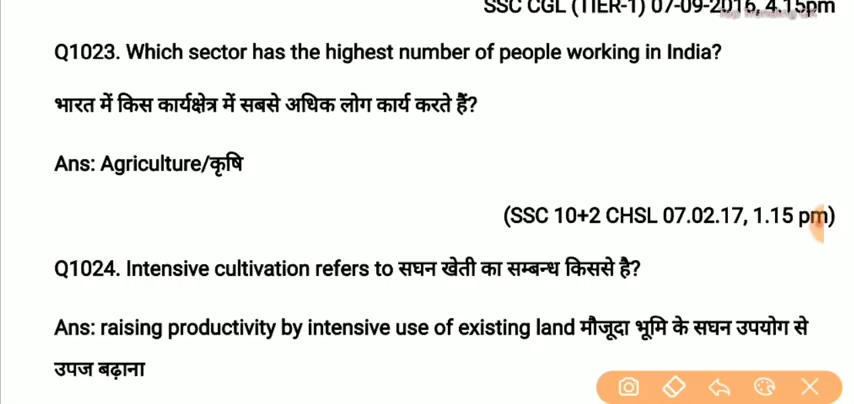 SSC CGL (TIER-1) 07-09-2016, 4.15pm
Q1023. Which sector has the highest number of people working in India?
भारत में किस कार्यक्षेत्र में सबसे अधिक लोग कार्य करते हैं?
Ans: Agriculture/कृषि
(SSC 10+2 CHSL 07.02.17, 1.15 pm)
Q1024. Intensive cultivation refers to सघन खेती का सम्बन्ध किससे है?
Ans: raising productivity by intensive use of existing land मौजूदा भूमि के सघन उपयोग से
उपज बढ़ाना